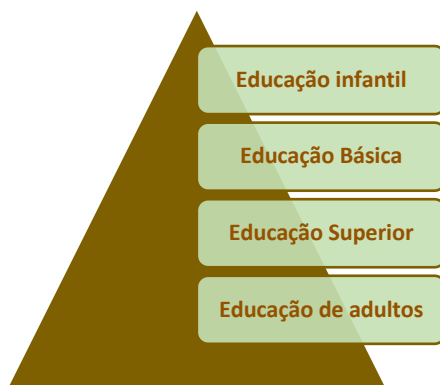 Educação infantil
Educação Básica
Educação Superior
Educação de adultos